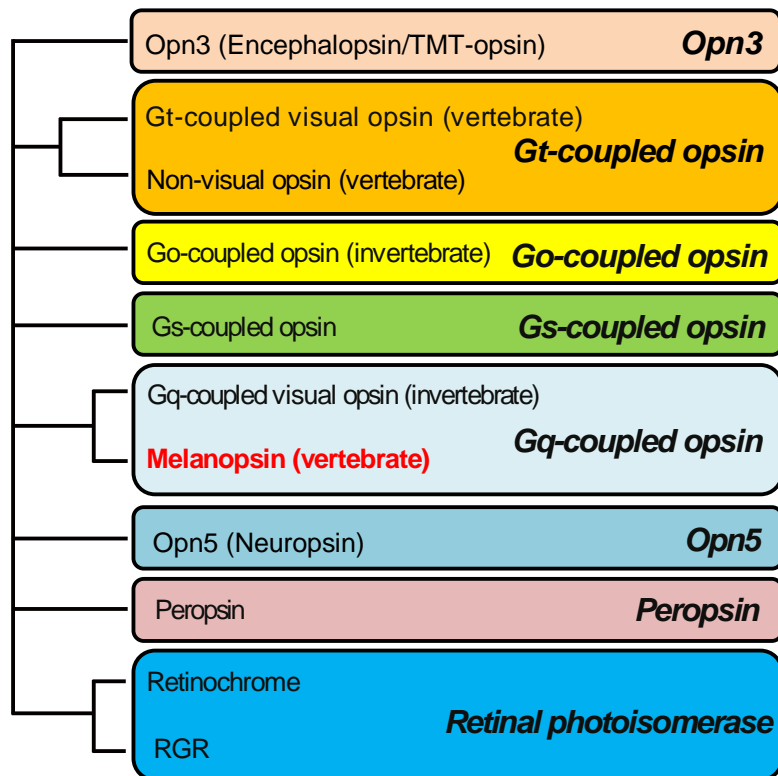 Opn3 (Encephalopsin/TMT-opsin) Opn3
Gt-coupled visual opsin (vertebrate)
Gt-coupled opsin
Non-visual opsin (vertebrate)
Go-coupled opsin (invertebrate) Go-coupled opsin
Gs-coupled opsin Gs-coupled opsin
Gq-coupled visual opsin (invertebrate)
Gq-coupled opsin
Melanopsin (vertebrate)
Opn5 (Neuropsin) Opn5
Peropsin Peropsin
Retinochrome
Retinal photoisomerase
RGR